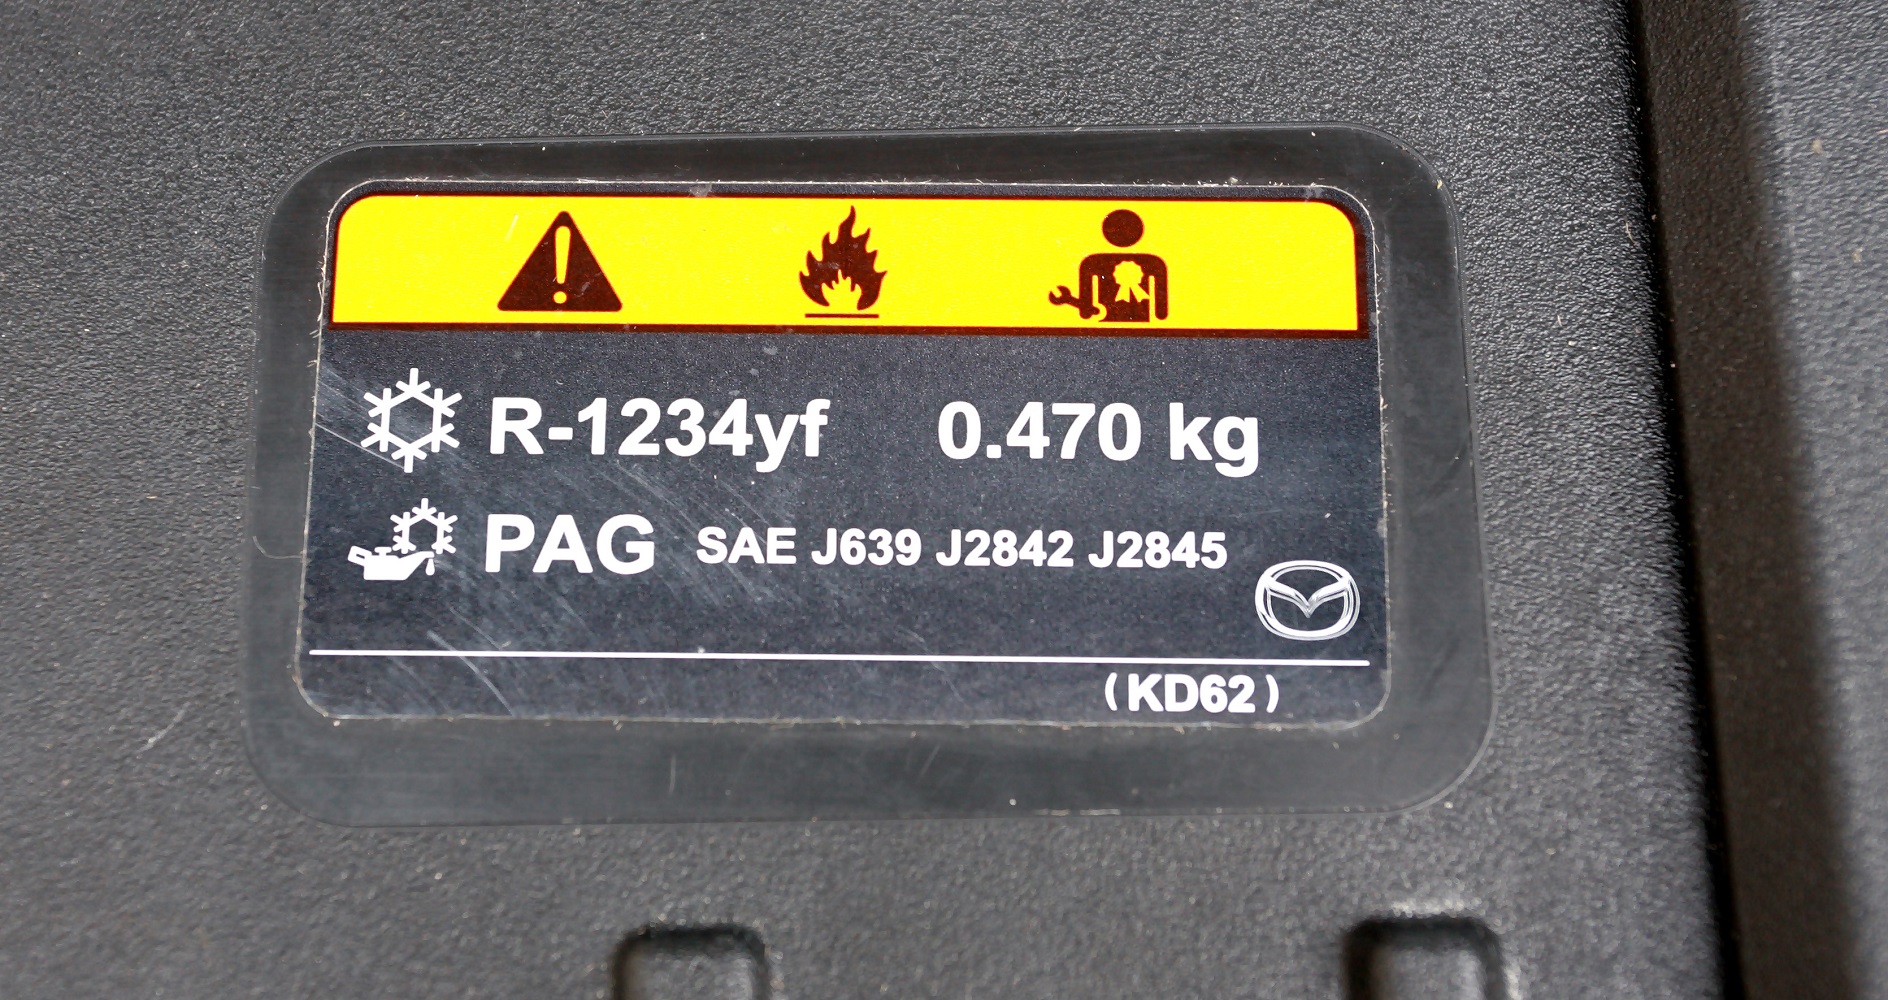 R-1234yf 0.470 kg
PAG SAE J639 J2842 J2845
(KD62)